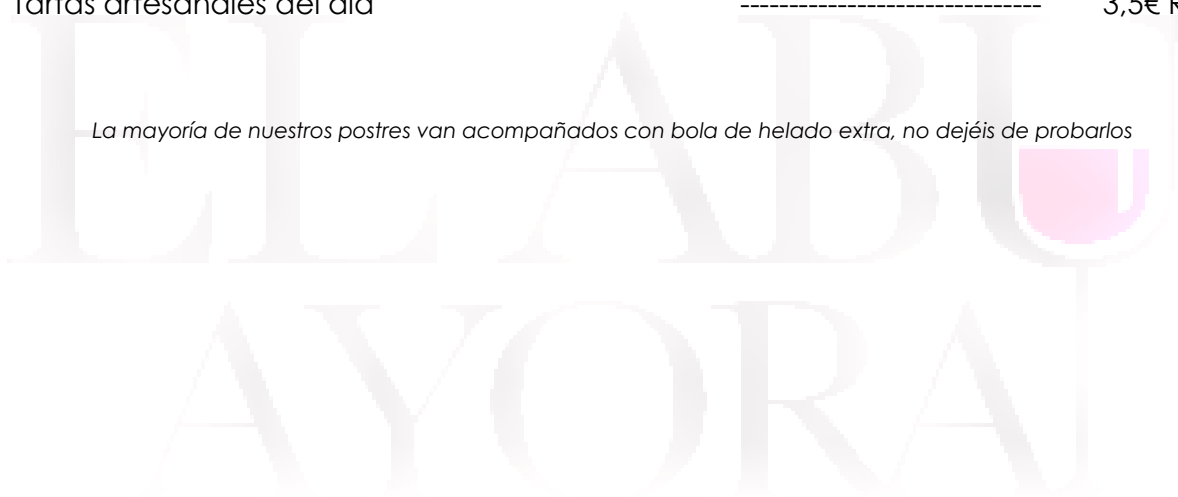 Tartas artesanales del día ------------------------------- 3,5€ R
La mayoría de nuestros postres van acompañados con bola de helado extra, no dejéis de probarlos
EL ABU
AYORA